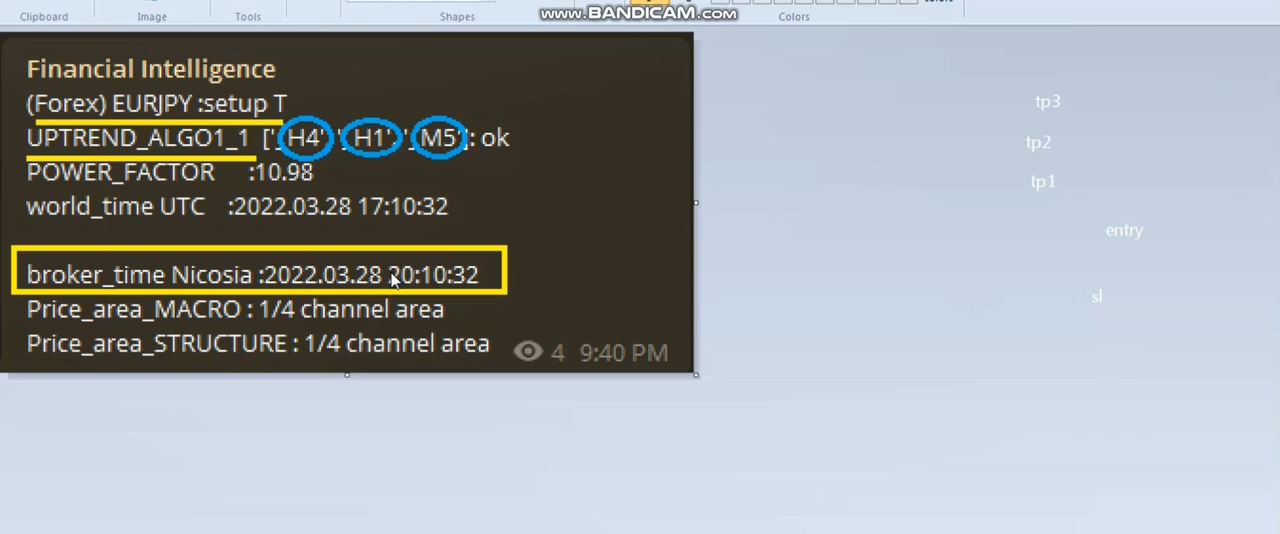 www.BANDICAM.com
Clipboard
Image
Tools
Shapes
Colors
Financial Intelligence
(Forex) EURJPY :setup T
UPTREND_ALGO1_1 [' H4' ',' H1' ',' M5']: ok
POWER_FACTOR :10.98
world_time UTC :2022.03.28 17:10:32
broker_time Nicosia :2022.03.28 20:10:32
Price_area_MACRO : 1/4 channel area
Price_area_STRUCTURE : 1/4 channel area
4 9:40 PM
tp3
tp2
tp1
entry
sl